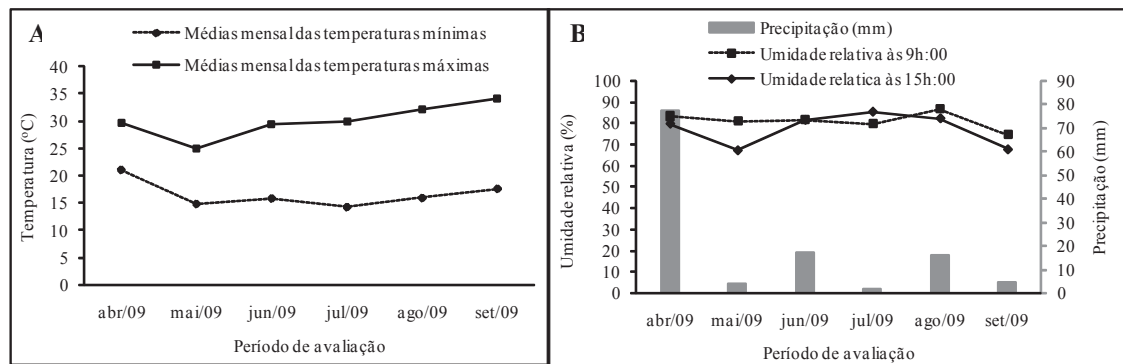 A
Médias mensal das temperaturas mínimas
Médias mensal das temperaturas máximas
Temperatura (ºC)
40
35
30
25
20
15
10
5
0
abr/09 mai/09 jun/09 jul/09 ago/09 set/09
Período de avaliação
B
Precipitação (mm)
Umidade relativa às 9h:00
Umidade relatica às 15h:00
Umidade relativa (%)
100
90
80
70
60
50
40
30
20
10
0
90
80
70
60
50
40
30
20
10
0
Precipitação (mm)
abr/09 mai/09 jun/09 jul/09 ago/09 set/09
Período de avaliação